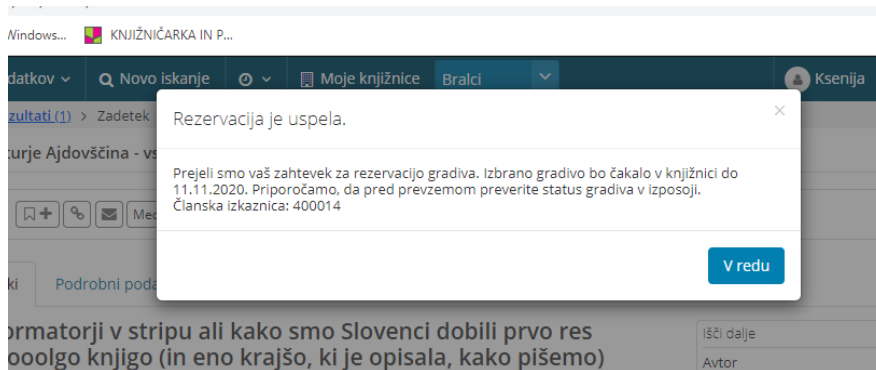 Windows... KNJIŽNIČARKA IN P...
datkov Novo iskanje Moje knjižnice Bralci Ksenija
zultati (1) > Zadetek
Rezervacija je uspela. ×
turje Ajdovščina - vs
Prejeli smo vaš zahtevek za rezervacijo gradiva. Izbrano gradivo bo čakalo v knjižnici do
11.11.2020. Priporočamo, da pred prevzemom preverite status gradiva v izposoji.
Članska izkaznica: 400014
Med
V redu
ki Podrobni poda
ormatorji v stripu ali kako smo Slovenci dobili prvo res
ooolgo knjigo (in eno krajšo, ki je opisala, kako pišemo)
Išči dalje
Avtor